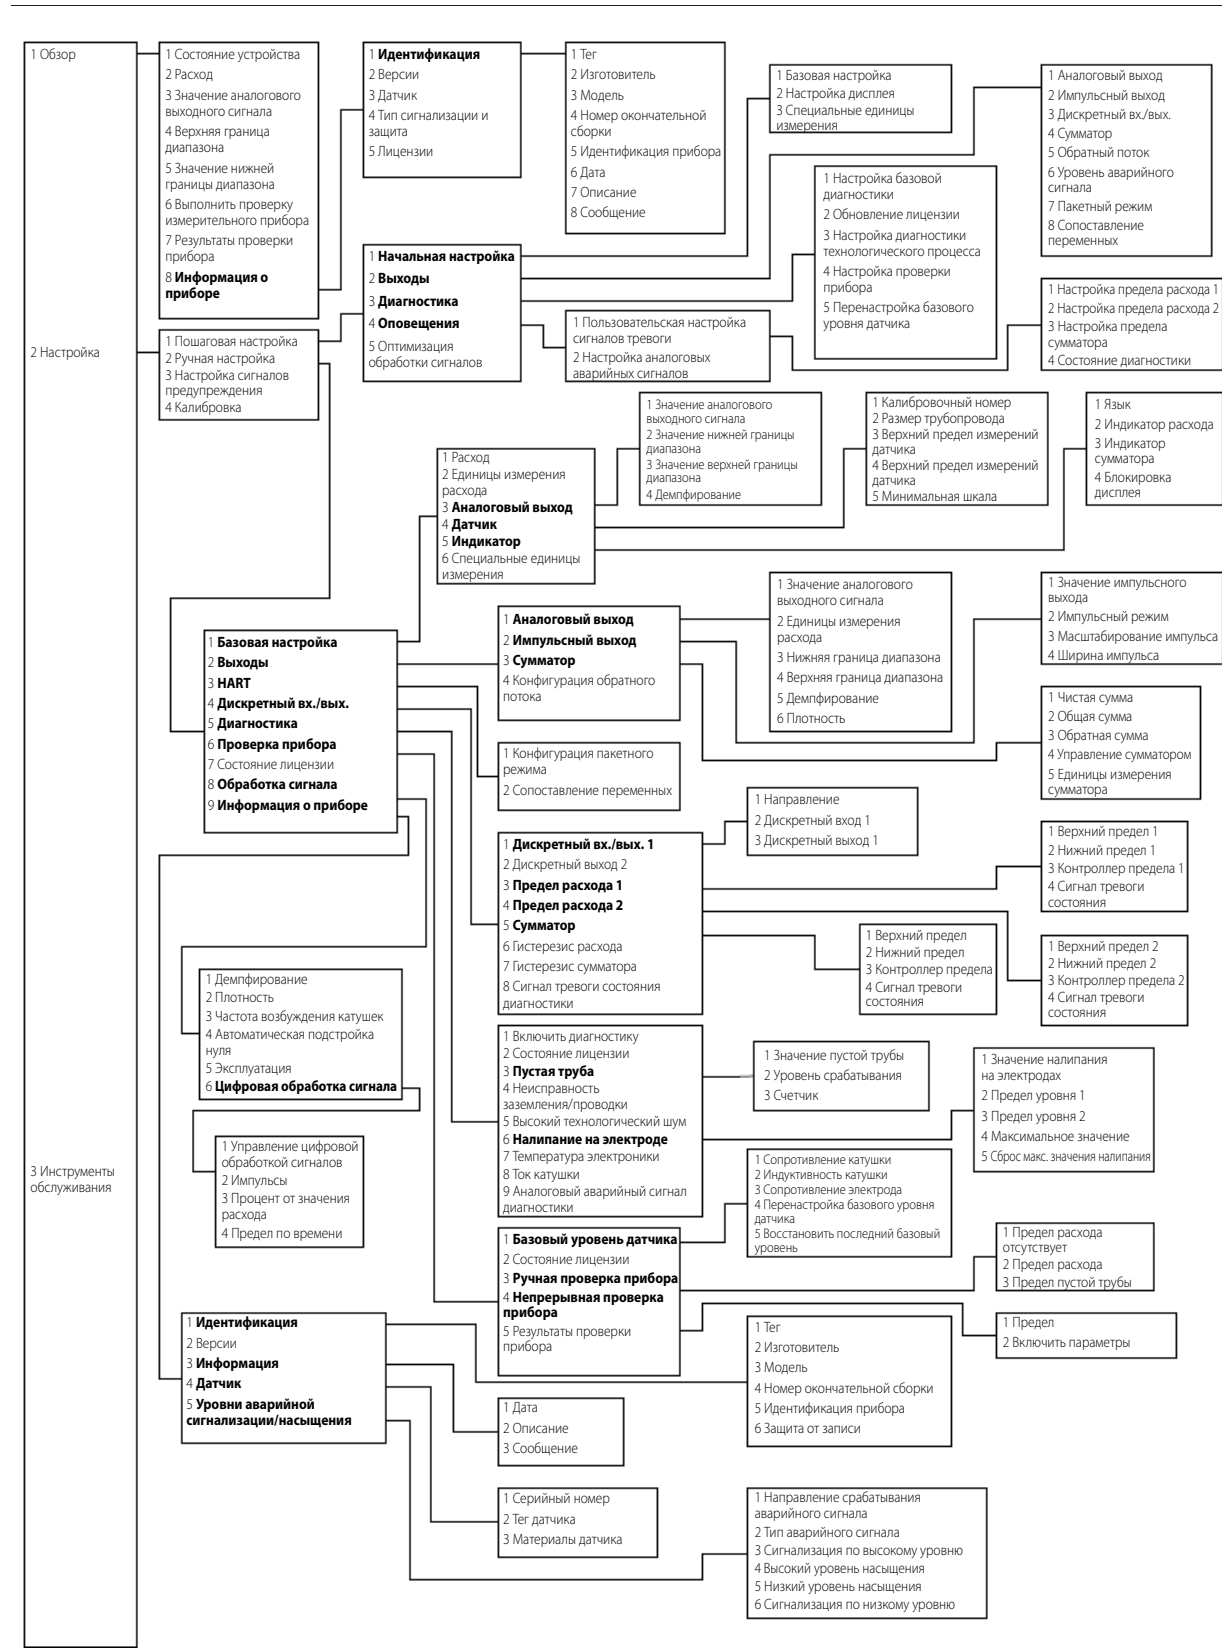 1 Обзор
2 Настройка
3 Инструменты
обслуживания
1 Состояние устройства
2 Расход
3 Значение аналогового
выходного сигнала
4 Верхняя граница
диапазона
5 Значение нижней
границы диапазона
6 Выполнить проверку
измерительного прибора
7 Результаты проверки
прибора
8 Информация о
приборе
1 Идентификация
2 Версии
3 Датчик
4 Тип сигнализации и
защита
5 Лицензии
1 Тег
2 Изготовитель
3 Модель
4 Номер окончательной
сборки
5 Идентификация прибора
6 Дата
7 Описание
8 Сообщение
1 Базовая настройка
2 Настройка дисплея
3 Специальные единицы
измерения
1 Аналоговый выход
2 Импульсный выход
3 Дискретный вх./вых.
4 Сумматор
5 Обратный поток
6 Уровень аварийного
сигнала
7 Пакетный режим
8 Сопоставление
переменных
1 Настройка базовой
диагностики
2 Обновление лицензии
3 Настройка диагностики
технологического процесса
4 Настройка проверки
прибора
5 Перенастройка базового
уровня датчика
1 Начальная настройка
2 Выходы
3 Диагностика
4 Оповещения
5 Оптимизация
обработки сигналов
1 Пользовательская настройка
сигналов тревоги
2 Настройка аналоговых
аварийных сигналов
1 Настройка предела расхода 1
2 Настройка предела расхода 2
3 Настройка предела
сумматора
4 Состояние диагностики
1 Пошаговая настройка
2 Ручная настройка
3 Настройка сигналов
предупреждения
4 Калибровка
1 Значение аналогового
выходного сигнала
2 Значение нижней границы
диапазона
3 Значение верхней границы
диапазона
4 Демпфирование
1 Калибровочный номер
2 Размер трубопровода
3 Верхний предел измерений
датчика
4 Верхний предел измерений
датчика
5 Минимальная шкала
1 Язык
2 Индикатор расхода
3 Индикатор
сумматора
4 Блокировка
дисплея
1 Расход
2 Единицы измерения
расхода
3 Аналоговый выход
4 Датчик
5 Индикатор
6 Специальные единицы
измерения
1 Базовая настройка
2 Выходы
3 HART
4 Дискретный вх./вых.
5 Диагностика
6 Проверка прибора
7 Состояние лицензии
8 Обработка сигнала
9 Информация о приборе
1 Аналоговый выход
2 Импульсный выход
3 Сумматор
4 Конфигурация обратного
потока
1 Значение аналогового
выходного сигнала
2 Единицы измерения
расхода
3 Нижняя граница диапазона
4 Верхняя граница диапазона
5 Демпфирование
6 Плотность
1 Значение импульсного
выхода
2 Импульсный режим
3 Масштабирование импульса
4 Ширина импульса
1 Чистая сумма
2 Общая сумма
3 Обратная сумма
4 Управление сумматором
5 Единицы измерения
сумматора
1 Конфигурация пакетного
режима
2 Сопоставление переменных
1 Направление
2 Дискретный вход 1
3 Дискретный выход 1
1 Дискретный вх./вых. 1
2 Дискретный выход 2
3 Предел расхода 1
4 Предел расхода 2
5 Сумматор
6 Гистерезис расхода
7 Гистерезис сумматора
8 Сигнал тревоги состояния
диагностики
1 Верхний предел 1
2 Нижний предел 1
3 Контроллер предела 1
4 Сигнал тревоги
состояния
1 Верхний предел
2 Нижний предел
3 Контроллер предела
4 Сигнал тревоги
состояния
1 Верхний предел 2
2 Нижний предел 2
3 Контроллер предела 2
4 Сигнал тревоги
состояния
1 Демпфирование
2 Плотность
3 Частота возбуждения катушек
4 Автоматическая подстройка
нуля
5 Эксплуатация
6 Цифровая обработка сигнала
1 Управление цифровой
обработкой сигналов
2 Импульсы
3 Процент от значения
расхода
4 Предел по времени
1 Включить диагностику
2 Состояние лицензии
3 Пустая труба
4 Неисправность
заземления/проводки
5 Высокий технологический шум
6 Налипание на электроде
7 Температура электроники
8 Ток катушки
9 Аналоговый аварийный сигнал
диагностики
1 Значение пустой трубы
2 Уровень срабатывания
3 Счетчик
1 Значение налипания
на электродах
2 Предел уровня 1
3 Предел уровня 2
4 Максимальное значение
5 Сброс макс. значения налипания
1 Сопротивление катушки
2 Индуктивность катушки
3 Сопротивление электрода
4 Перенастройка базового уровня
датчика
5 Восстановить последний базовый
уровень
1 Базовый уровень датчика
2 Состояние лицензии
3 Ручная проверка прибора
4 Непрерывная проверка
прибора
5 Результаты проверки
прибора
1 Предел расхода
отсутствует
2 Предел расхода
3 Предел пустой трубы
1 Предел
2 Включить параметры
1 Идентификация
2 Версии
3 Информация
4 Датчик
5 Уровни аварийной
сигнализации/насыщения
1 Тег
2 Изготовитель
3 Модель
4 Номер окончательной сборки
5 Идентификация прибора
6 Защита от записи
1 Дата
2 Описание
3 Сообщение
1 Серийный номер
2 Тег датчика
3 Материалы датчика
1 Направление срабатывания
аварийного сигнала
2 Тип аварийного сигнала
3 Сигнализация по высокому уровню
4 Высокий уровень насыщения
5 Низкий уровень насыщения
6 Сигнализация по низкому уровню